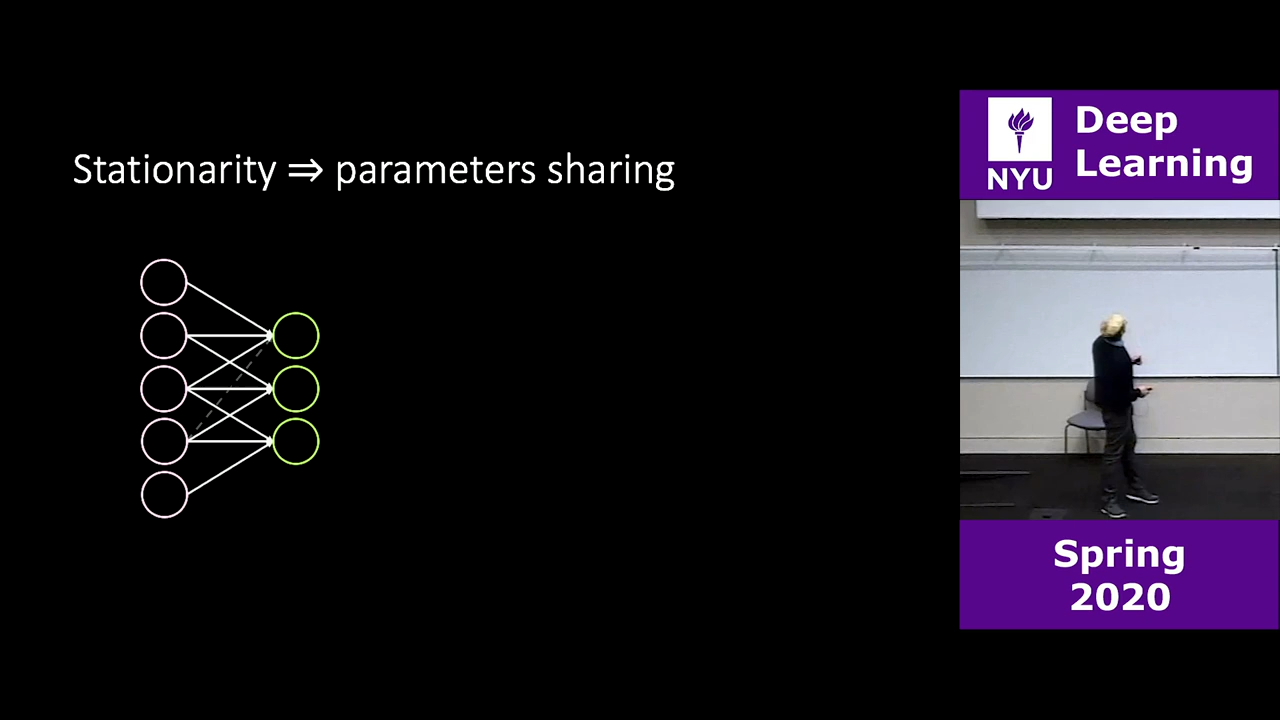 Stationarity ⇒ parameters sharing
NYU
Deep
Learning
Spring
2020